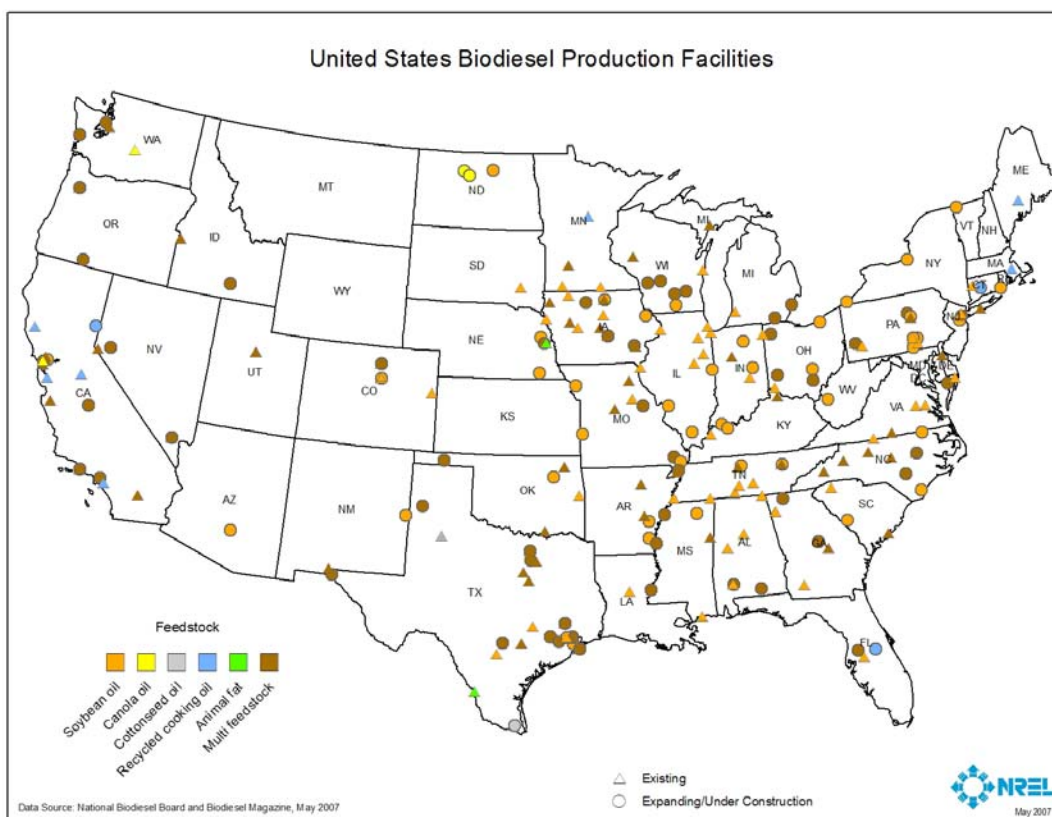 United States Biodiesel Production Facilities
WA
MT
ND
MN
ME
OR
ID
SD
WI
MI
MI
VT
NH
NY
MA
CT
WY
NE
IA
PA
NJ
NV
UT
CO
IL
IN
OH
MD
DE
DC
WV
VA
CA
KS
MO
KY
AZ
NM
OK
AR
TN
NC
SC
MS
AL
GA
TX
LA
FL
Feedstock
Soybean oil
Canola oil
Cottonseed oil
Recycled cooking oil
Animal fat
Multi feedstock
Existing
Expanding/Under Construction
Data Source: National Biodiesel Board and Biodiesel Magazine, May 2007
NREL
May 2007